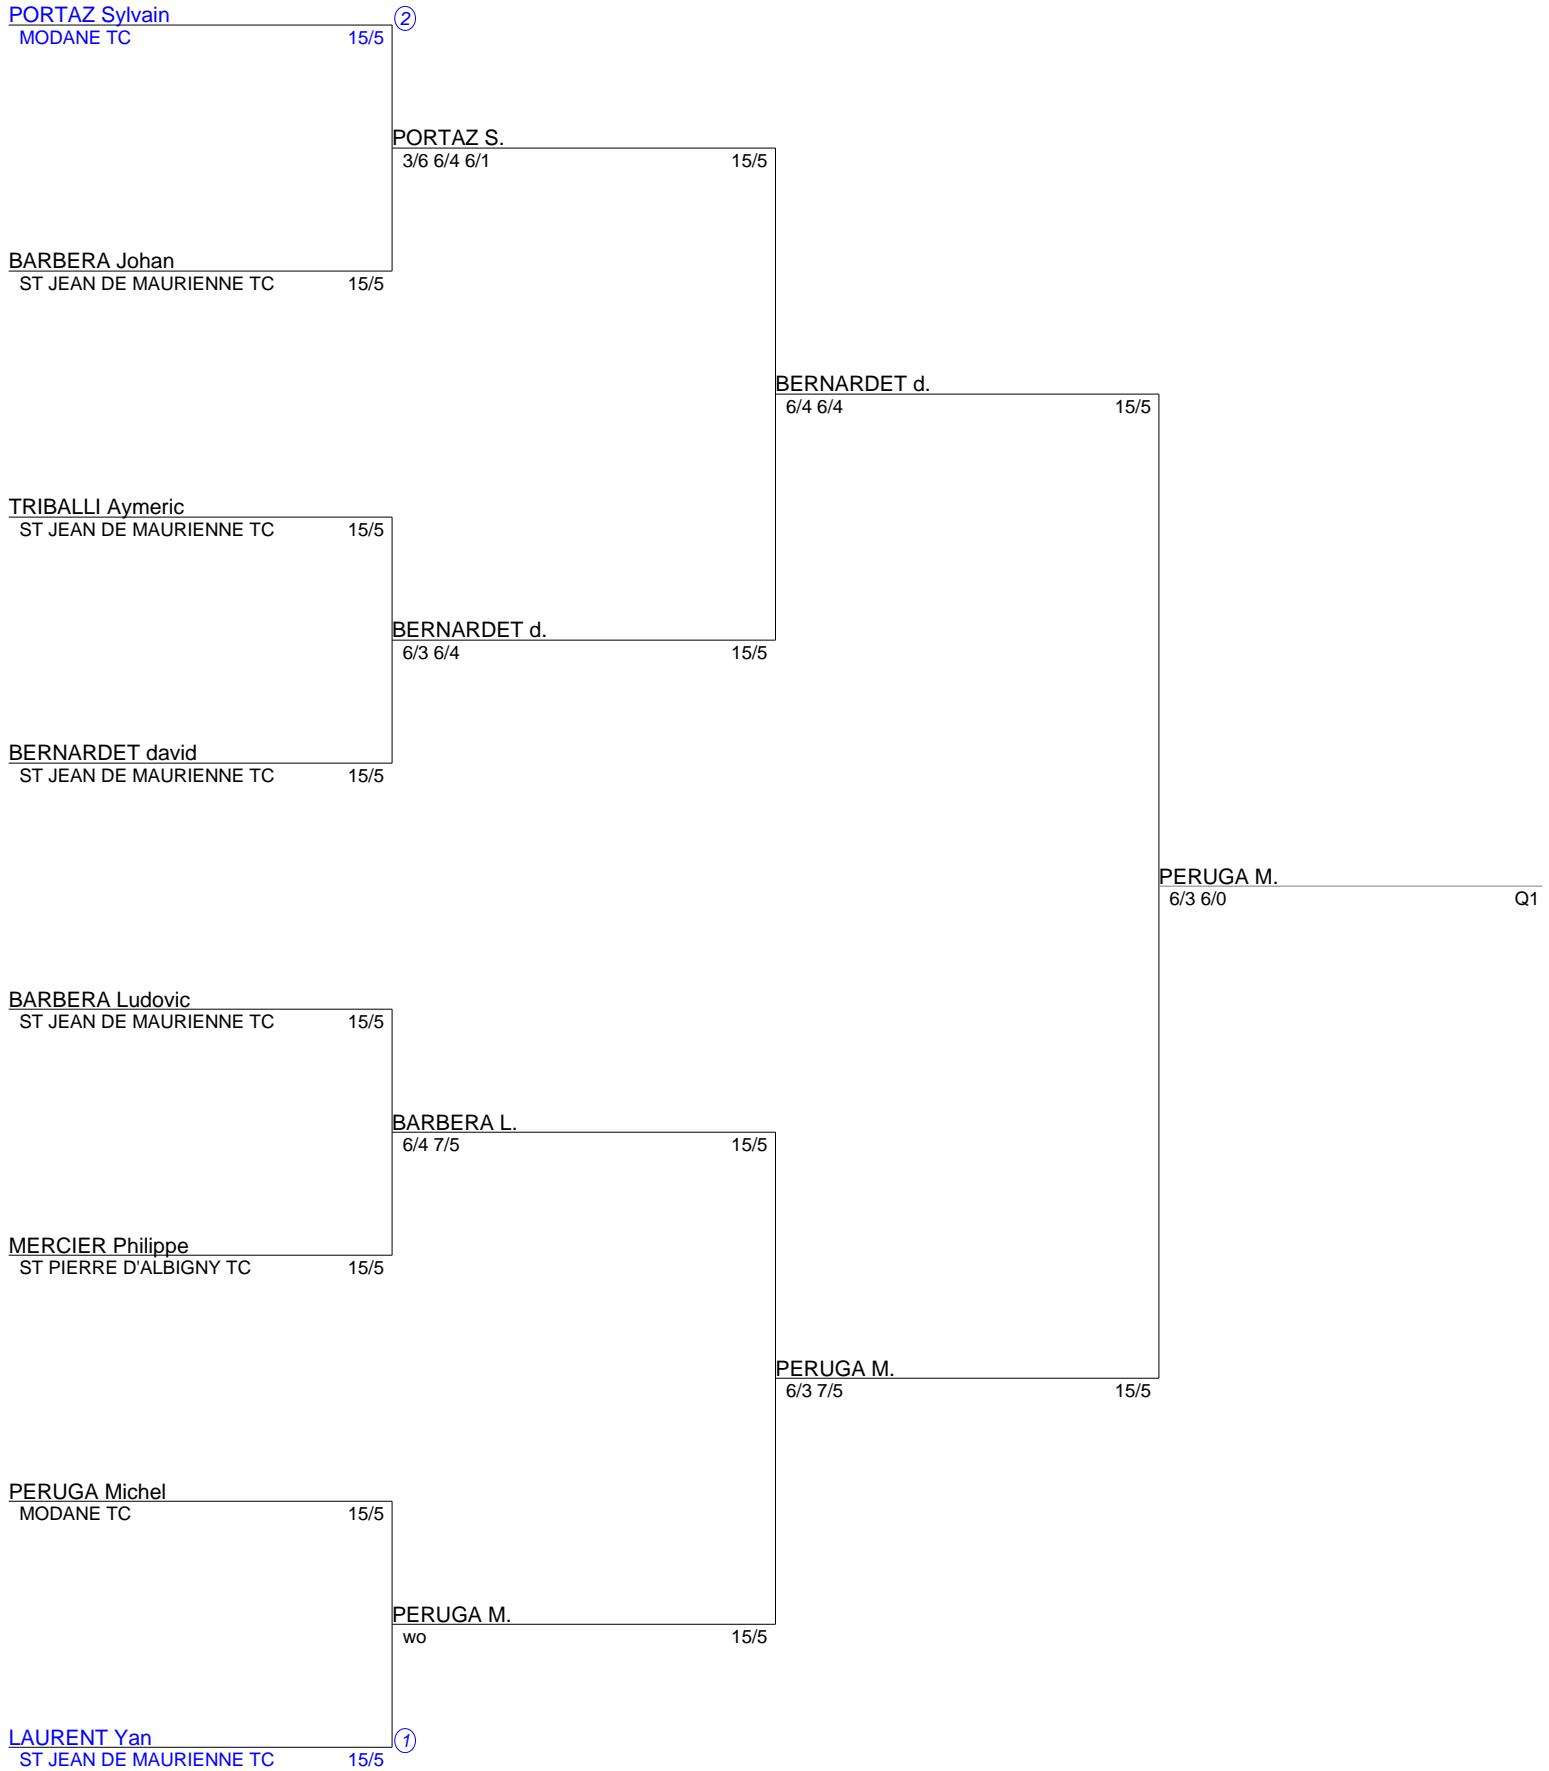 PORTAZ Sylvain 2
MODANE TC 15/5
PORTAZ S.
3/6 6/4 6/1 15/5
BARBERA Johan
ST JEAN DE MAURIENNE TC 15/5
BERNARDET d.
6/4 6/4 15/5
TRIBALLI Aymeric
ST JEAN DE MAURIENNE TC 15/5
BERNARDET d.
6/3 6/4 15/5
BERNARDET david
ST JEAN DE MAURIENNE TC 15/5
PERUGA M.
6/3 6/0 Q1
BARBERA Ludovic
ST JEAN DE MAURIENNE TC 15/5
BARBERA L.
6/4 7/5 15/5
MERCIER Philippe
ST PIERRE D'ALBIGNY TC 15/5
PERUGA M.
6/3 7/5 15/5
PERUGA Michel
MODANE TC 15/5
PERUGA M.
wo 15/5
LAURENT Yan 1
ST JEAN DE MAURIENNE TC 15/5